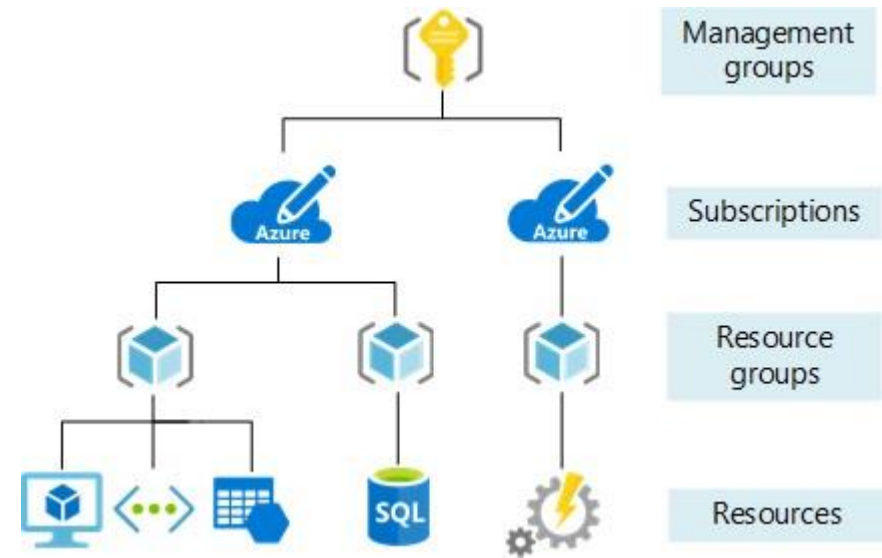 Management
groups
Azure
Azure
Subscriptions
Resource
groups
SQL
Resources